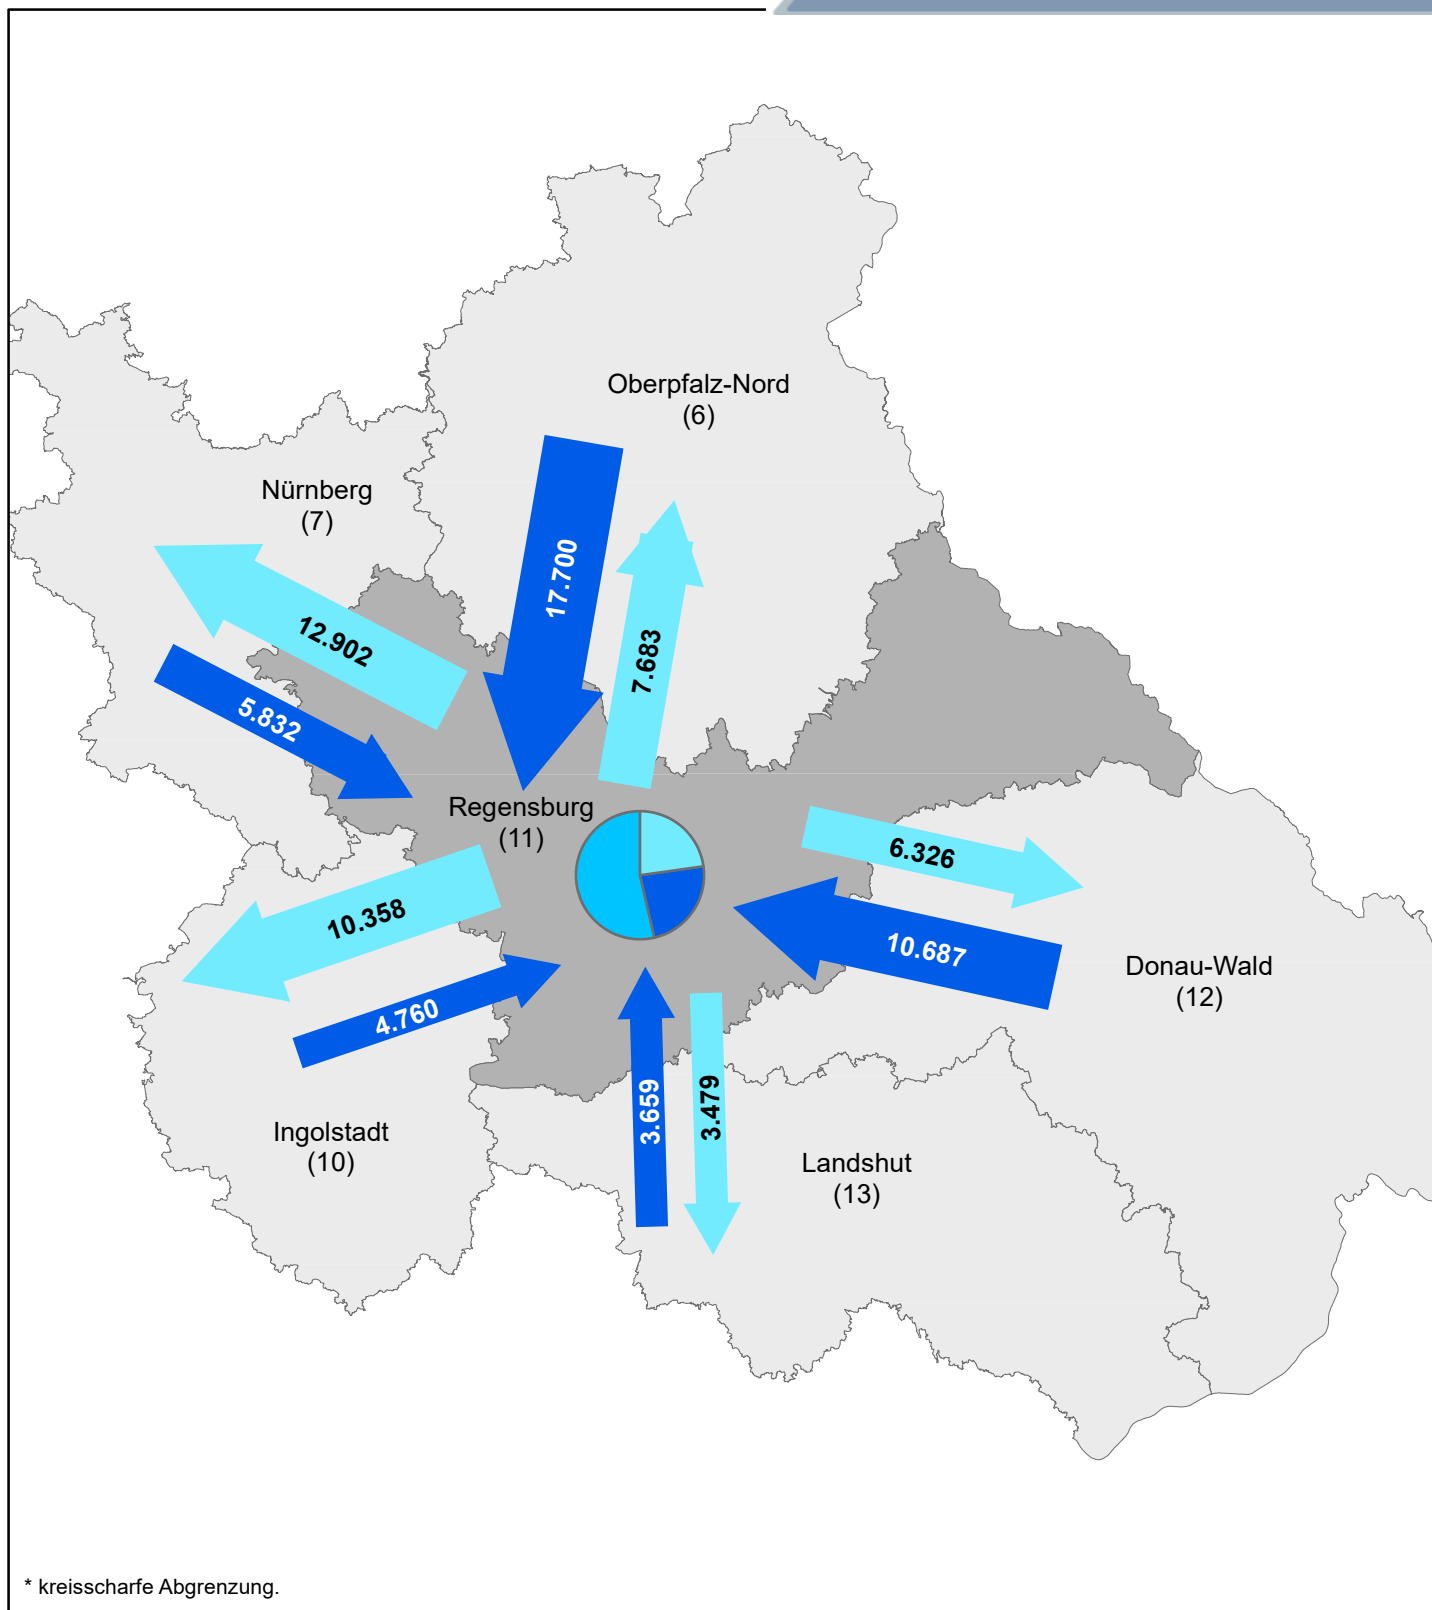 Oberpfalz-Nord
(6)
Nürnberg
(7)
17.700
12.902
7.683
5.832
Regensburg
(11)
6.326
10.358
10.687
Donau-Wald
(12)
4.760
3.659
3.479
Ingolstadt
(10)
Landshut
(13)
* kreisscharfe Abgrenzung.